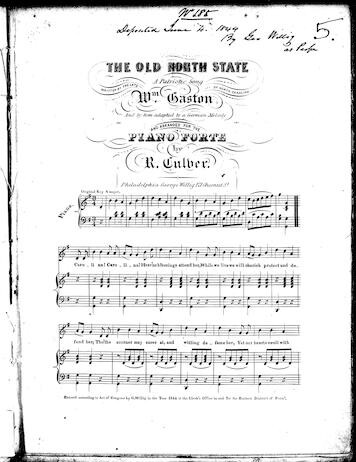 No 185
Deposited June 4. 1844
By Geo Willig
as Propr
5.
THE OLD NORTH STATE
A Patriotic Song
WRITTEN BY THE LATE
Wm. Gaston
OF NORTH CAROLINA
And by him adapted to a German Melody
AND ARRANGED FOR THE
PIANO FORTE
by
R. Culver.
Philadelphia George Willig 171 Chesnut St.
Original Key A major.
Piano.
Caro _ li _ na! Caro _ li _ na! Heav'ns blessings attend her, While we live we will cherish protect and de _
fend her; Tho' the scorner may sneer at, and witling de _ fame her, Yet our hearts swell with
Entered according to Act of Congress by G. Willig in the Year 1844 in the Clerk's Office in and for the Eastern District of Penna.